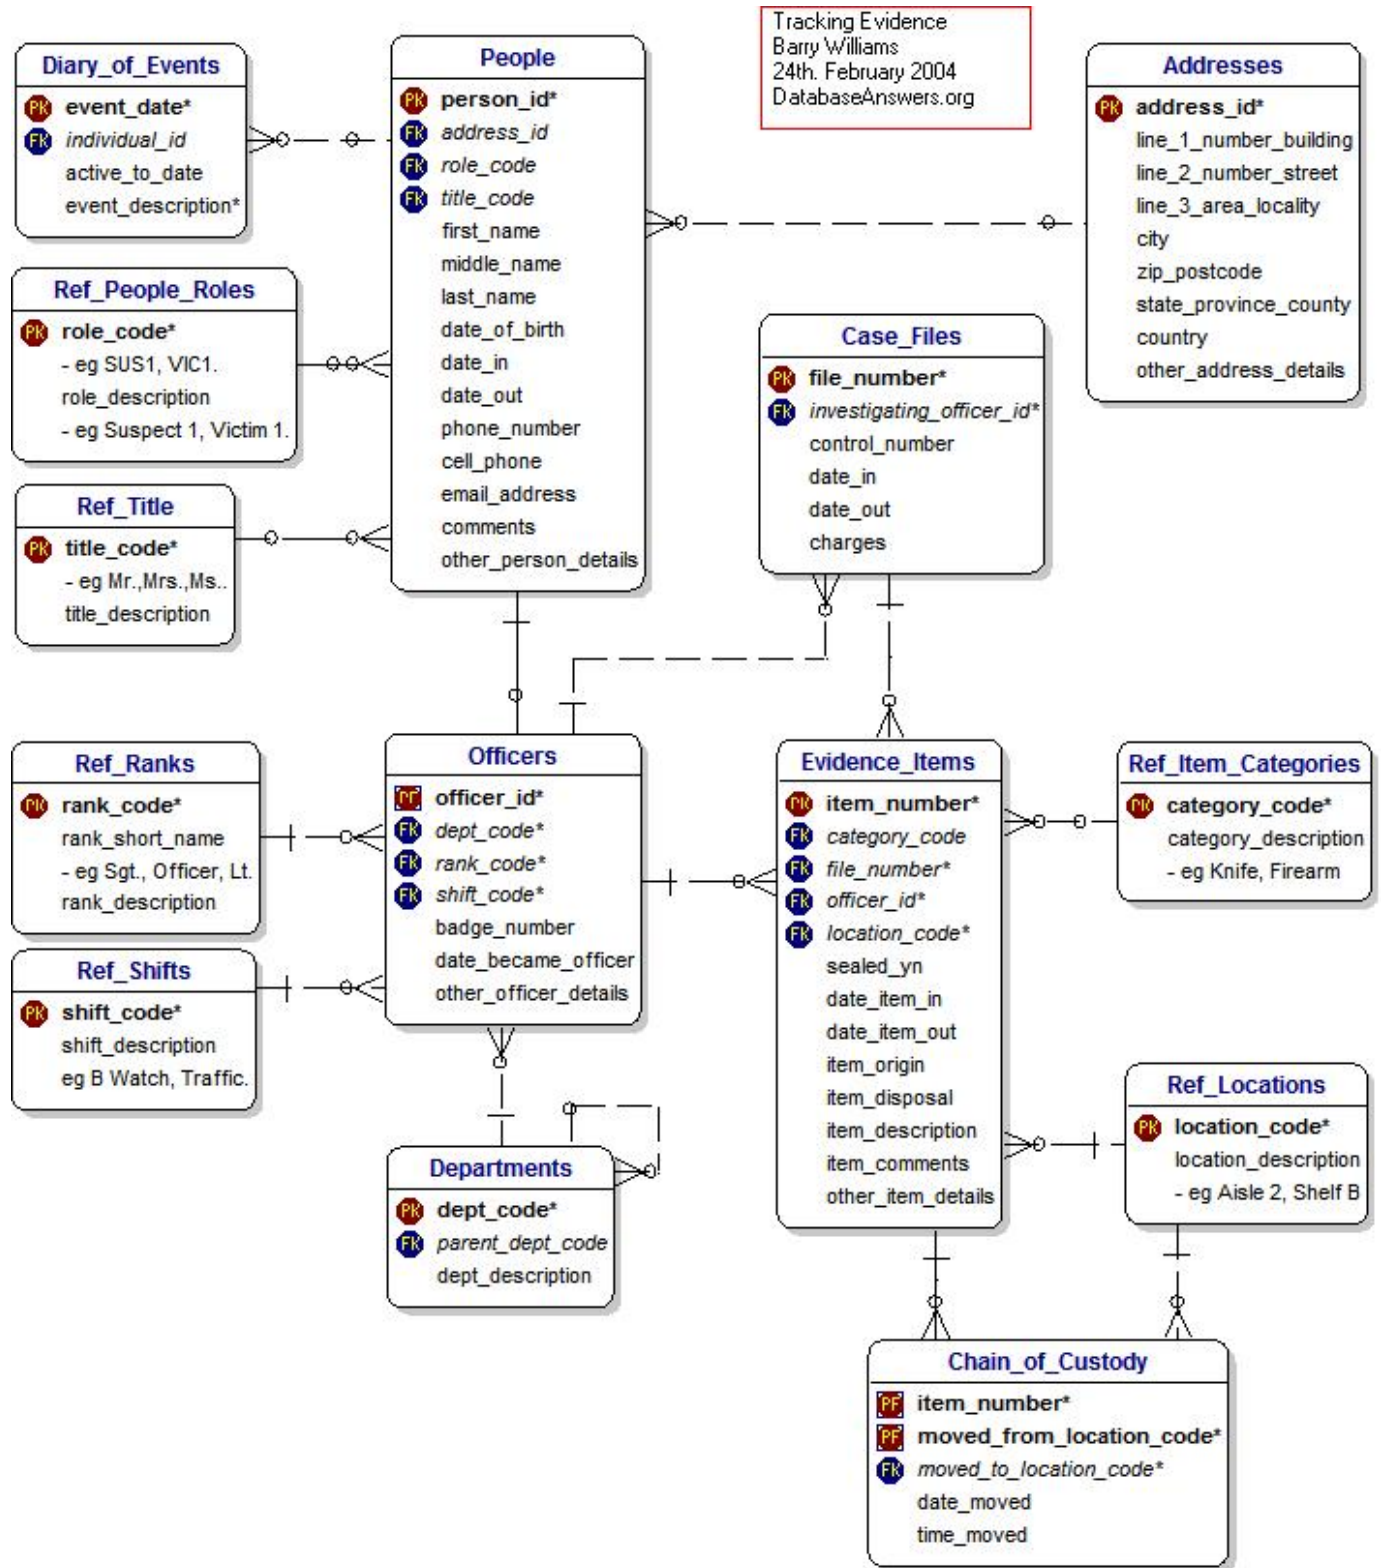 Tracking Evidence
Barry Williams
24th. February 2004
DatabaseAnswers.org
Diary_of_Events
PK event_date*
FK individual_id
active_to_date
event_description*
People
PK person_id*
FK address_id
FK role_code
FK title_code
first_name
middle_name
last_name
date_of_birth
date_in
date_out
phone_number
cell_phone
email_address
comments
other_person_details
Addresses
PK address_id*
line_1_number_building
line_2_number_street
line_3_area_locality
city
zip_postcode
state_province_county
country
other_address_details
Ref_People_Roles
PK role_code*
- eg SUS1, VIC1.
role_description
- eg Suspect 1, Victim 1.
Case_Files
PK file_number*
FK investigating_officer_id*
control_number
date_in
date_out
charges
Ref_Title
PK title_code*
- eg Mr.,Mrs.,Ms..
title_description
Ref_Ranks
PK rank_code*
rank_short_name
- eg Sgt., Officer, Lt.
rank_description
Officers
PF officer_id*
FK dept_code*
FK rank_code*
FK shift_code*
badge_number
date_became_officer
other_officer_details
Evidence_Items
PK item_number*
FK category_code
FK file_number*
FK officer_id*
FK location_code*
sealed_yn
date_item_in
date_item_out
item_origin
item_disposal
item_description
item_comments
other_item_details
Ref_Item_Categories
PK category_code*
category_description
- eg Knife, Firearm
Ref_Shifts
PK shift_code*
shift_description
eg B Watch, Traffic.
Ref_Locations
PK location_code*
location_description
- eg Aisle 2, Shelf B
Departments
PK dept_code*
FK parent_dept_code
dept_description
Chain_of_Custody
PF item_number*
PF moved_from_location_code*
FK moved_to_location_code*
date_moved
time_moved